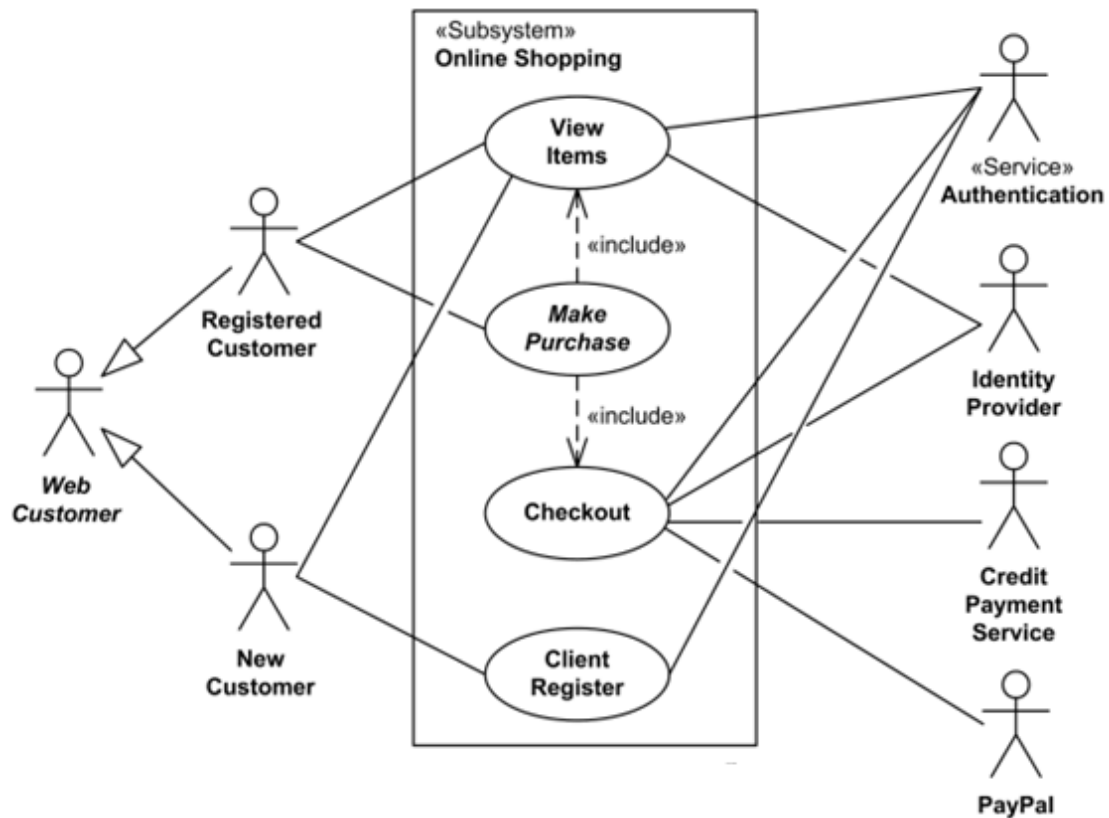 «Subsystem»
Online Shopping
View
Items
«Service»
Authentication
«include»
Registered
Customer
Make
Purchase
Identity
Provider
«include»
Web
Customer
Checkout
Credit
Payment
Service
New
Customer
Client
Register
PayPal